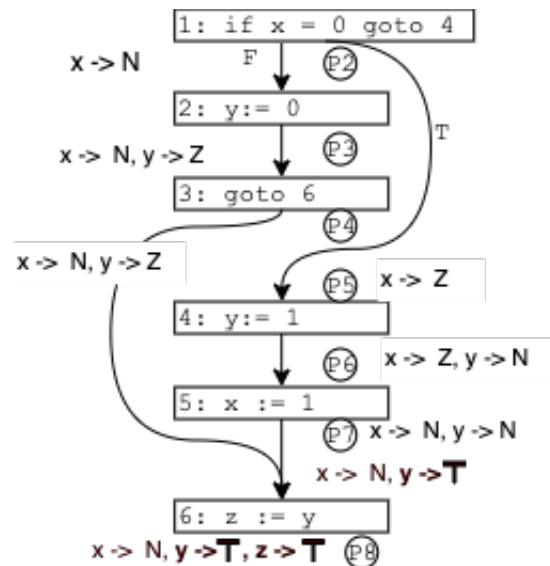 1: if x = 0 goto 4
F
P2
x -> N
T
2: y:= 0
P3
x -> N, y -> Z
3: goto 6
P4
x -> N, y -> Z
P5
x -> Z
4: y:= 1
P6
x -> Z, y -> N
5: x := 1
P7
x -> N, y -> N
x -> N, y -> T
6: z := y
x -> N, y -> T, z -> T
P8